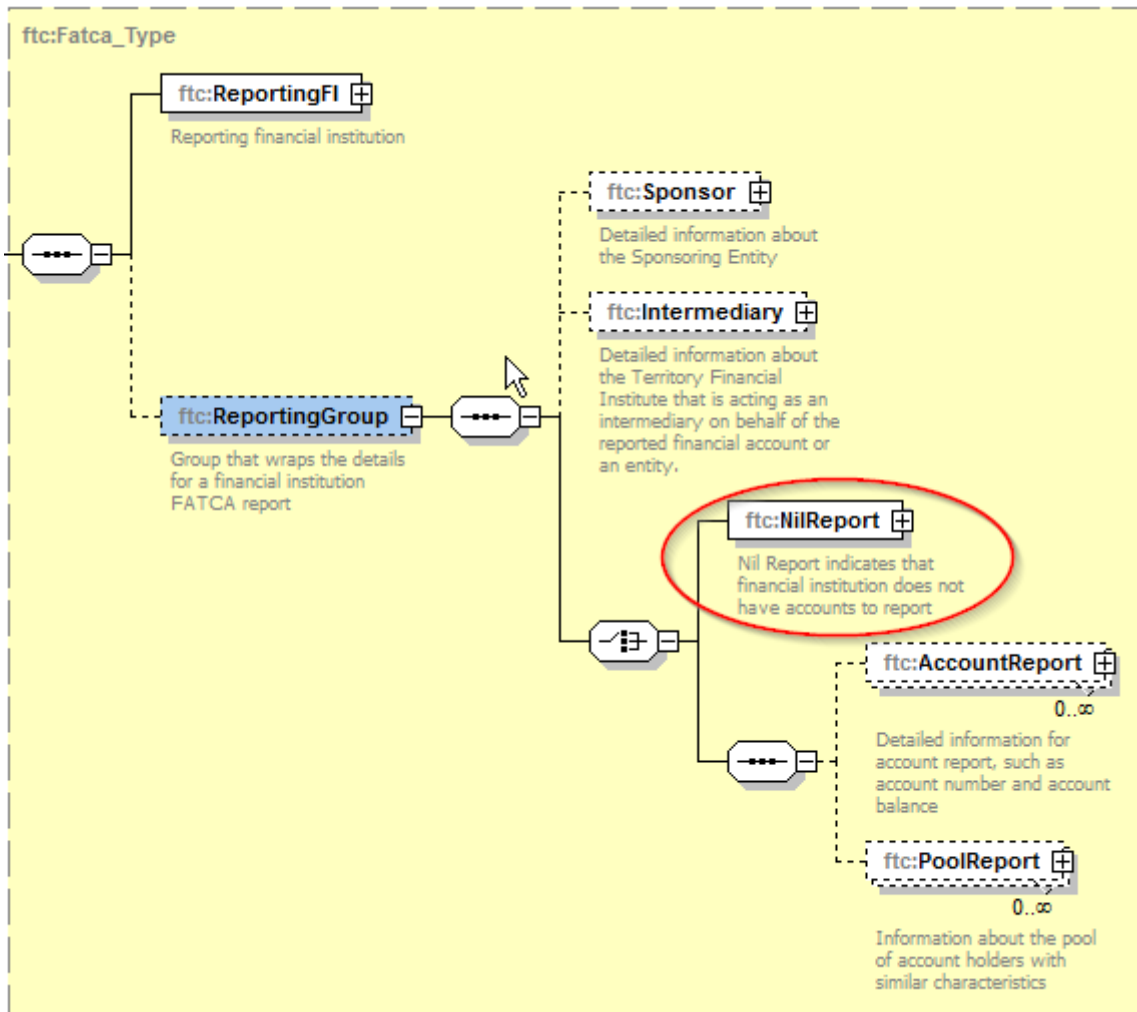 ftc:Fatca_Type
ftc:ReportingFI
Reporting financial institution
ftc:Sponsor
Detailed information about
the Sponsoring Entity
ftc:Intermediary
Detailed information about
the Territory Financial
Institute that is acting as an
intermediary on behalf of the
reported financial account or
an entity.
ftc:ReportingGroup
Group that wraps the details
for a financial institution
FATCA report
ftc:NilReport
Nil Report indicates that
financial institution does not
have accounts to report
ftc:AccountReport
0..∞
Detailed information for
account report, such as
account number and account
balance
ftc:PoolReport
0..∞
Information about the pool
of account holders with
similar characteristics